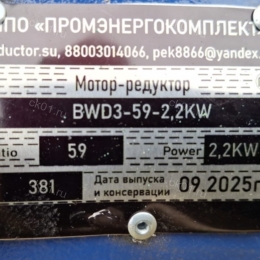 ПО «ПРОМЭНЕРГОКОМПЛЕКТ
ductor.su, 88003014066, pek8866@yandex.
Мотор-редуктор
BWD3-59-2,2KW
atio 59 Power 2,2KW
381 Дата выпуска и консервации 09.2025г